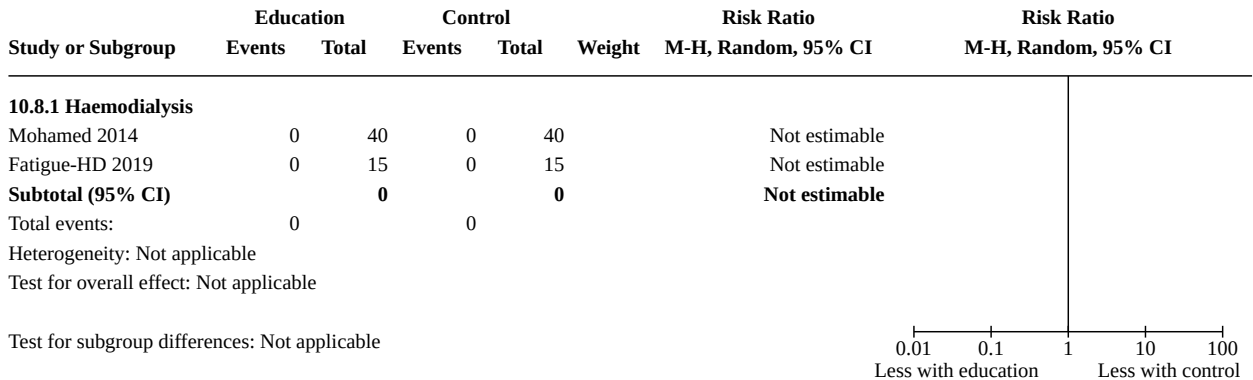 Education Control Risk Ratio Risk Ratio
Study or Subgroup Events Total Events Total Weight M-H, Random, 95% CI M-H, Random, 95% CI
10.8.1 Haemodialysis
Mohamed 2014 0 40 0 40 Not estimable
Fatigue-HD 2019 0 15 0 15 Not estimable
Subtotal (95% CI) 0 0 Not estimable
Total events: 0 0
Heterogeneity: Not applicable
Test for overall effect: Not applicable
Test for subgroup differences: Not applicable
0.01 0.1 1 10 100
Less with education Less with control